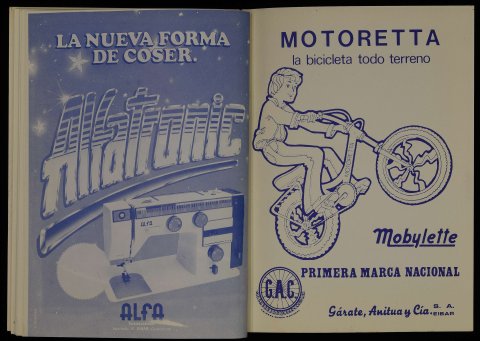 LA NUEVA FORMA
DE COSER.
Alfatronic
alfa
ALFA
MOTORETTA
la bicicleta todo terreno
Mobylette
PRIMERA MARCA NACIONAL
G.A.C.
Gárate, Anitua y Cía. S. A.
EIBAR